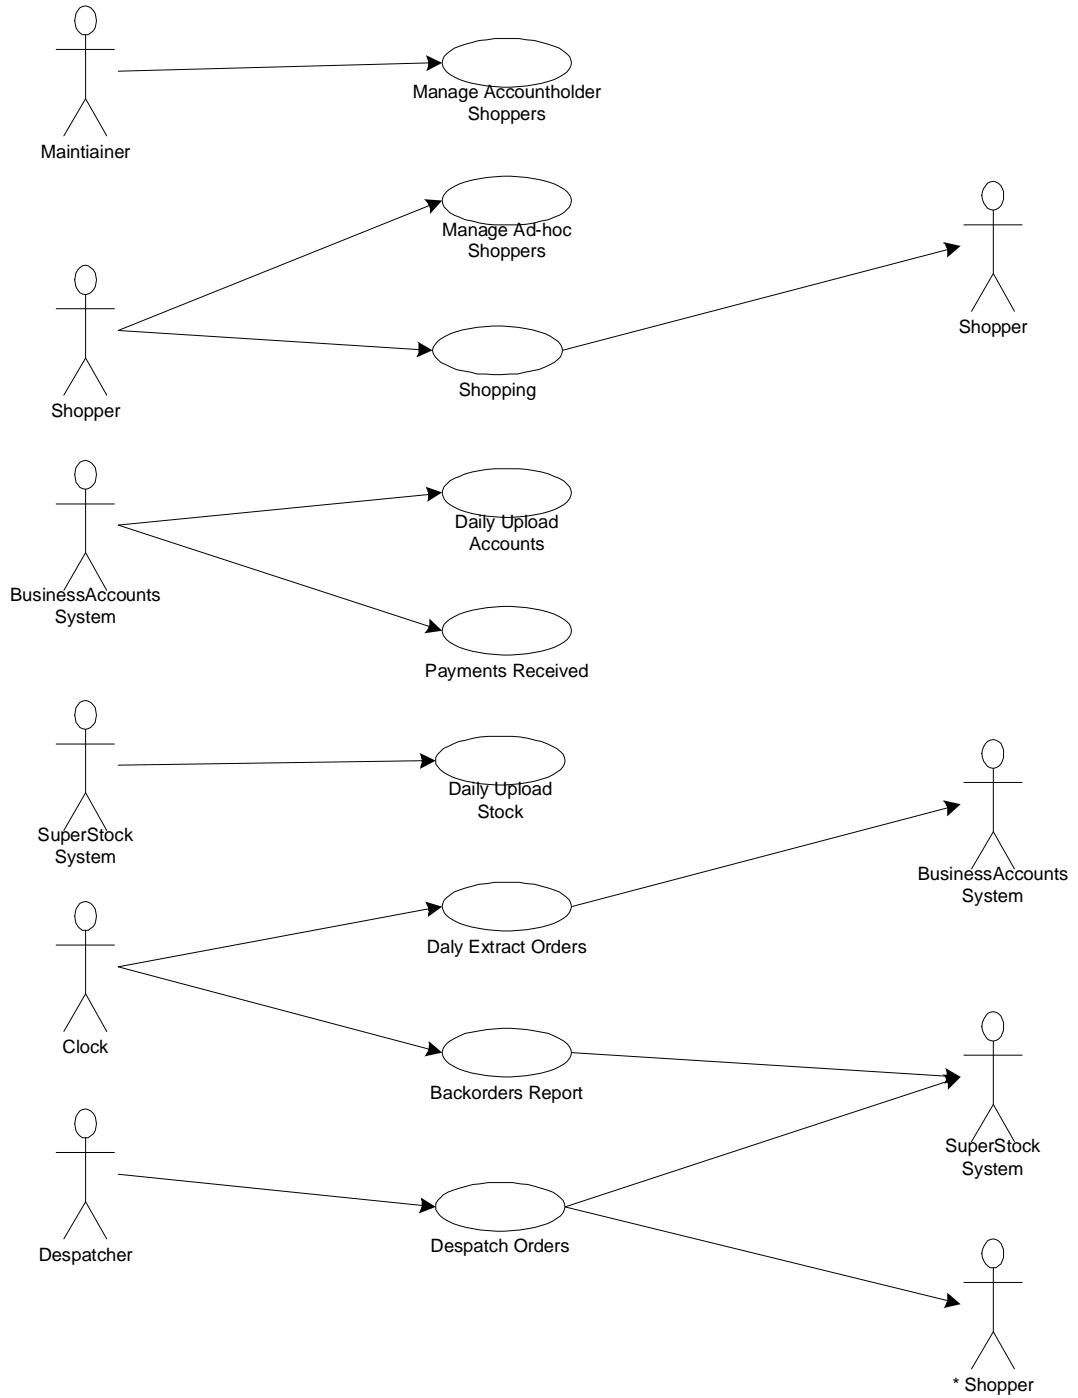 Manage Accountholder
Shoppers
Maintiainer
Manage Ad-hoc
Shoppers
Shopper
Shopping
Shopper
Daily Upload
Accounts
BusinessAccounts
System
Payments Received
Daily Upload
Stock
SuperStock
System
BusinessAccounts
System
Daly Extract Orders
Clock
Backorders Report
SuperStock
System
Despatcher
Despatch Orders
* Shopper